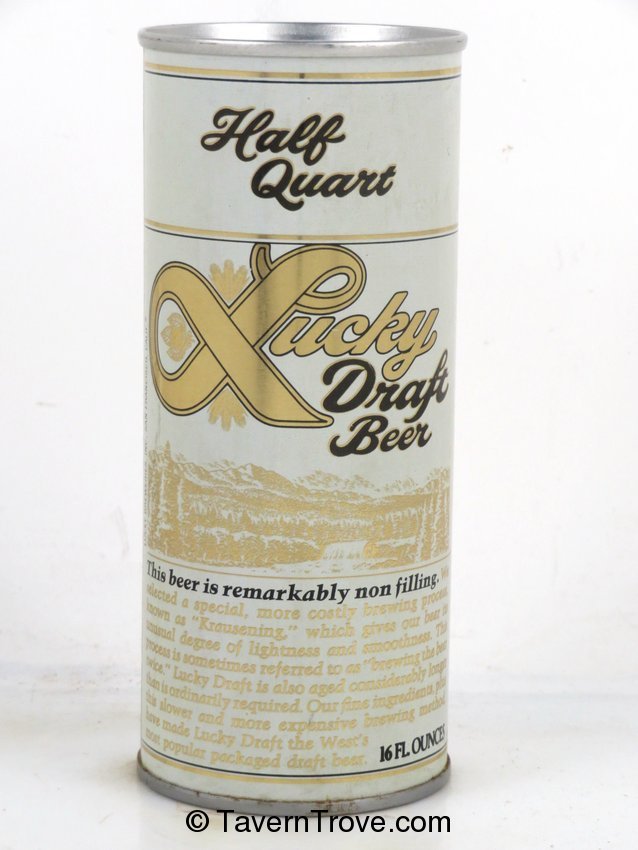 Half
Quart
Lucky
Draft
Beer
This beer is remarkably non filling. We
selected a special, more costly brewing process
known as "Krausening," which gives our beer an
unusual degree of lightness and smoothness. This
process is sometimes referred to as "brewing the beer
twice." Lucky Draft is also aged considerably longer
than is ordinarily required. Our fine ingredients, plus
this slower and more expensive brewing method,
have made Lucky Draft the West's
most popular packaged draft beer.
16 FL. OUNCES
© TavernTrove.com